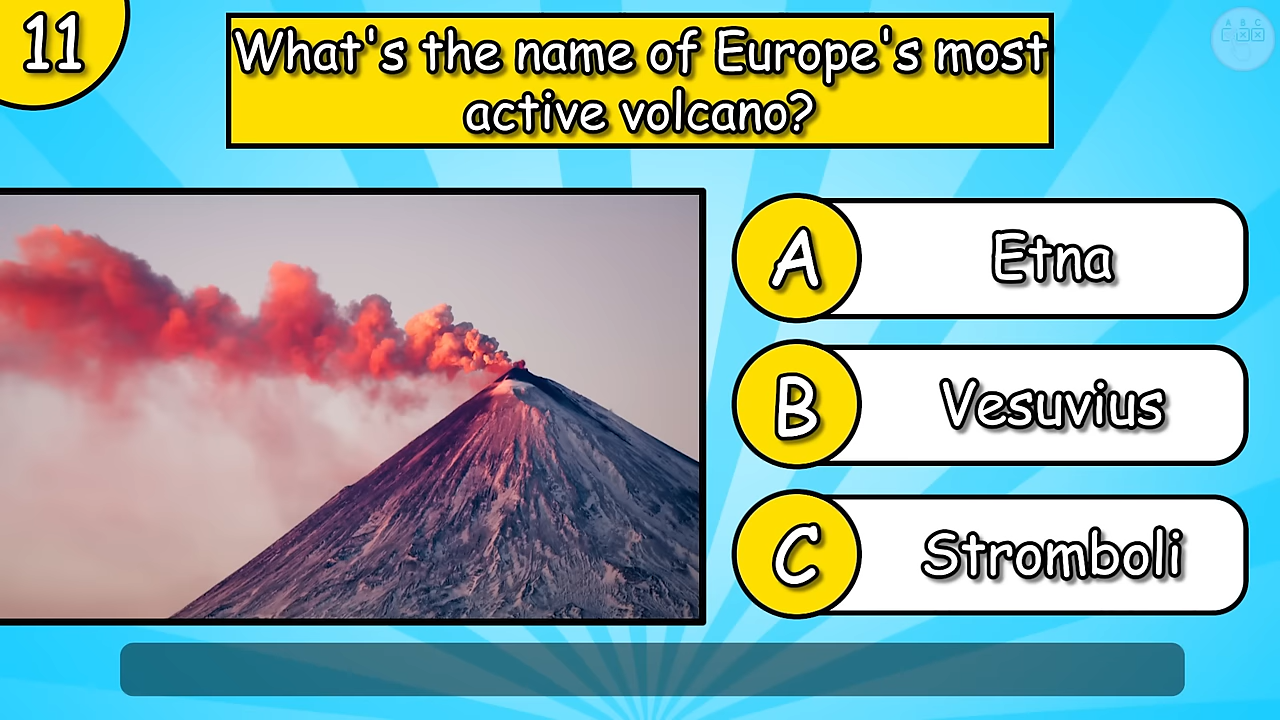 11
What's the name of Europe's most
active volcano?
A
Etna
B
Vesuvius
C
Stromboli
A B C